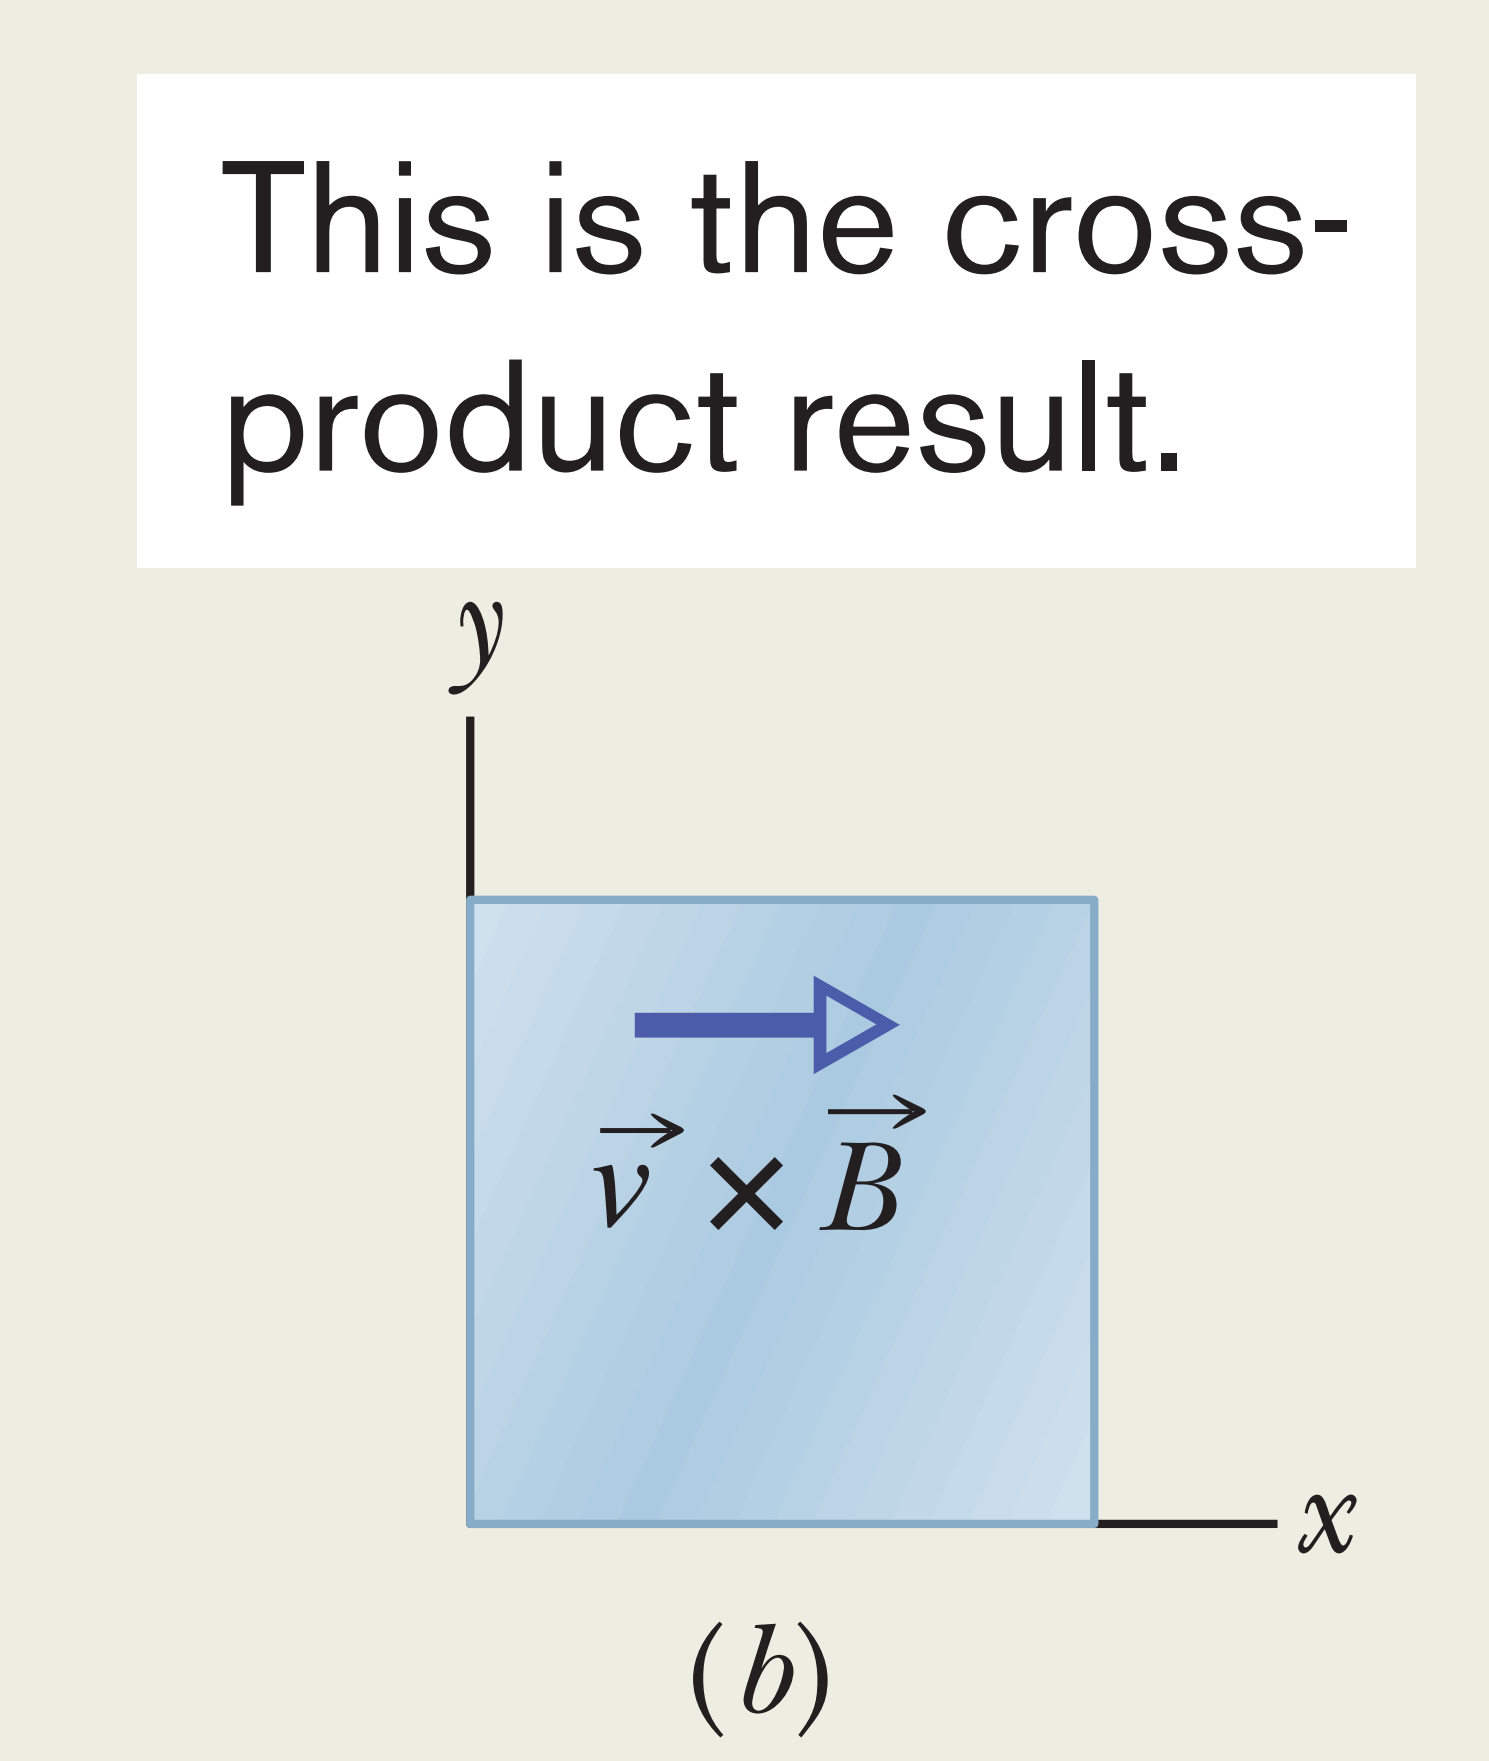 This is the cross-
product result.
y
v⃗ × B⃗
x
(b)